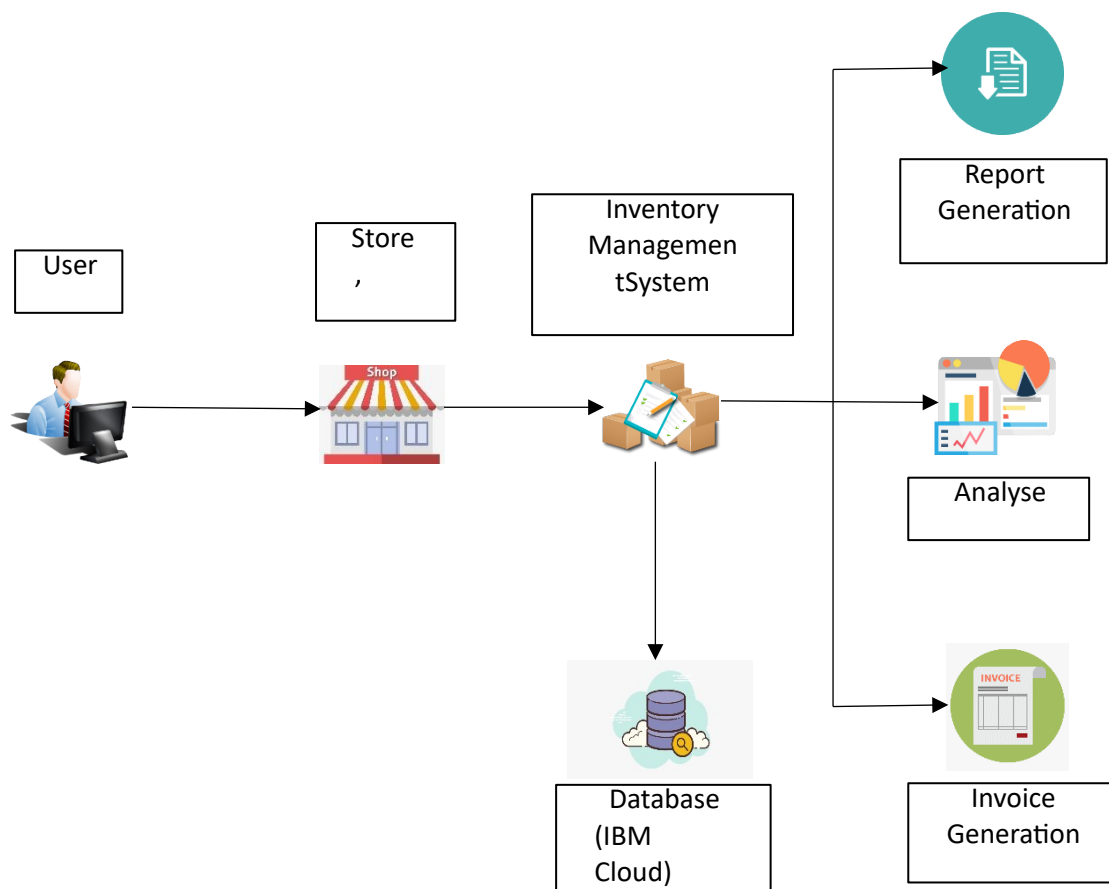 Report
Generation
Inventory
Managemen
tSystem
Store
,
User
Shop
Analyse
INVOICE
Database
(IBM
Cloud)
Invoice
Generation